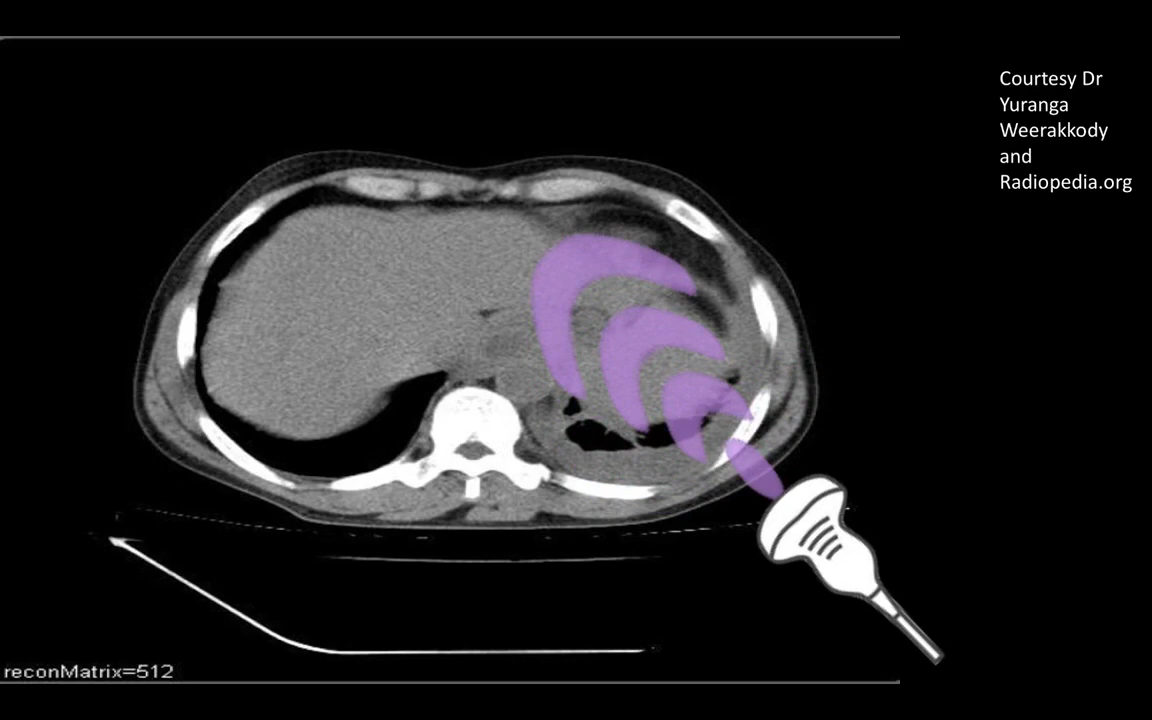 Courtesy Dr
Yuranga
Weerakkody
and
Radiopedia.org
reconMatrix=512